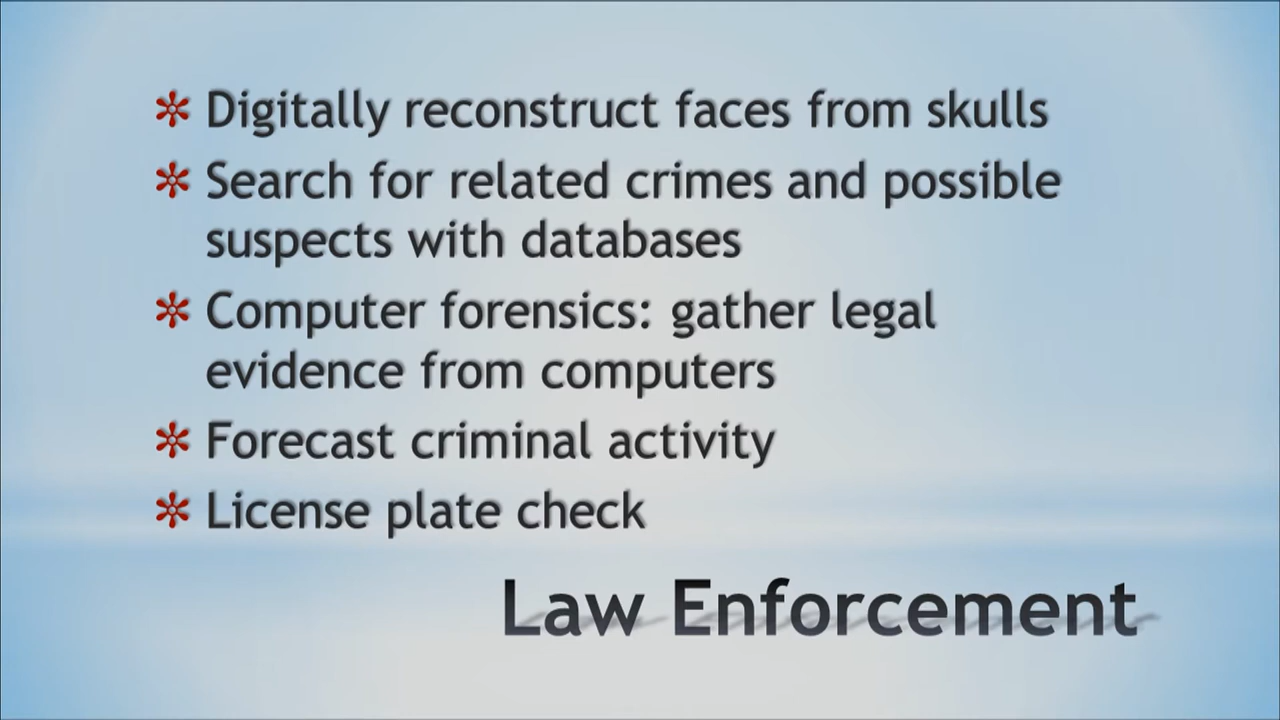 Digitally reconstruct faces from skulls
Search for related crimes and possible
suspects with databases
Computer forensics: gather legal
evidence from computers
Forecast criminal activity
License plate check
Law Enforcement